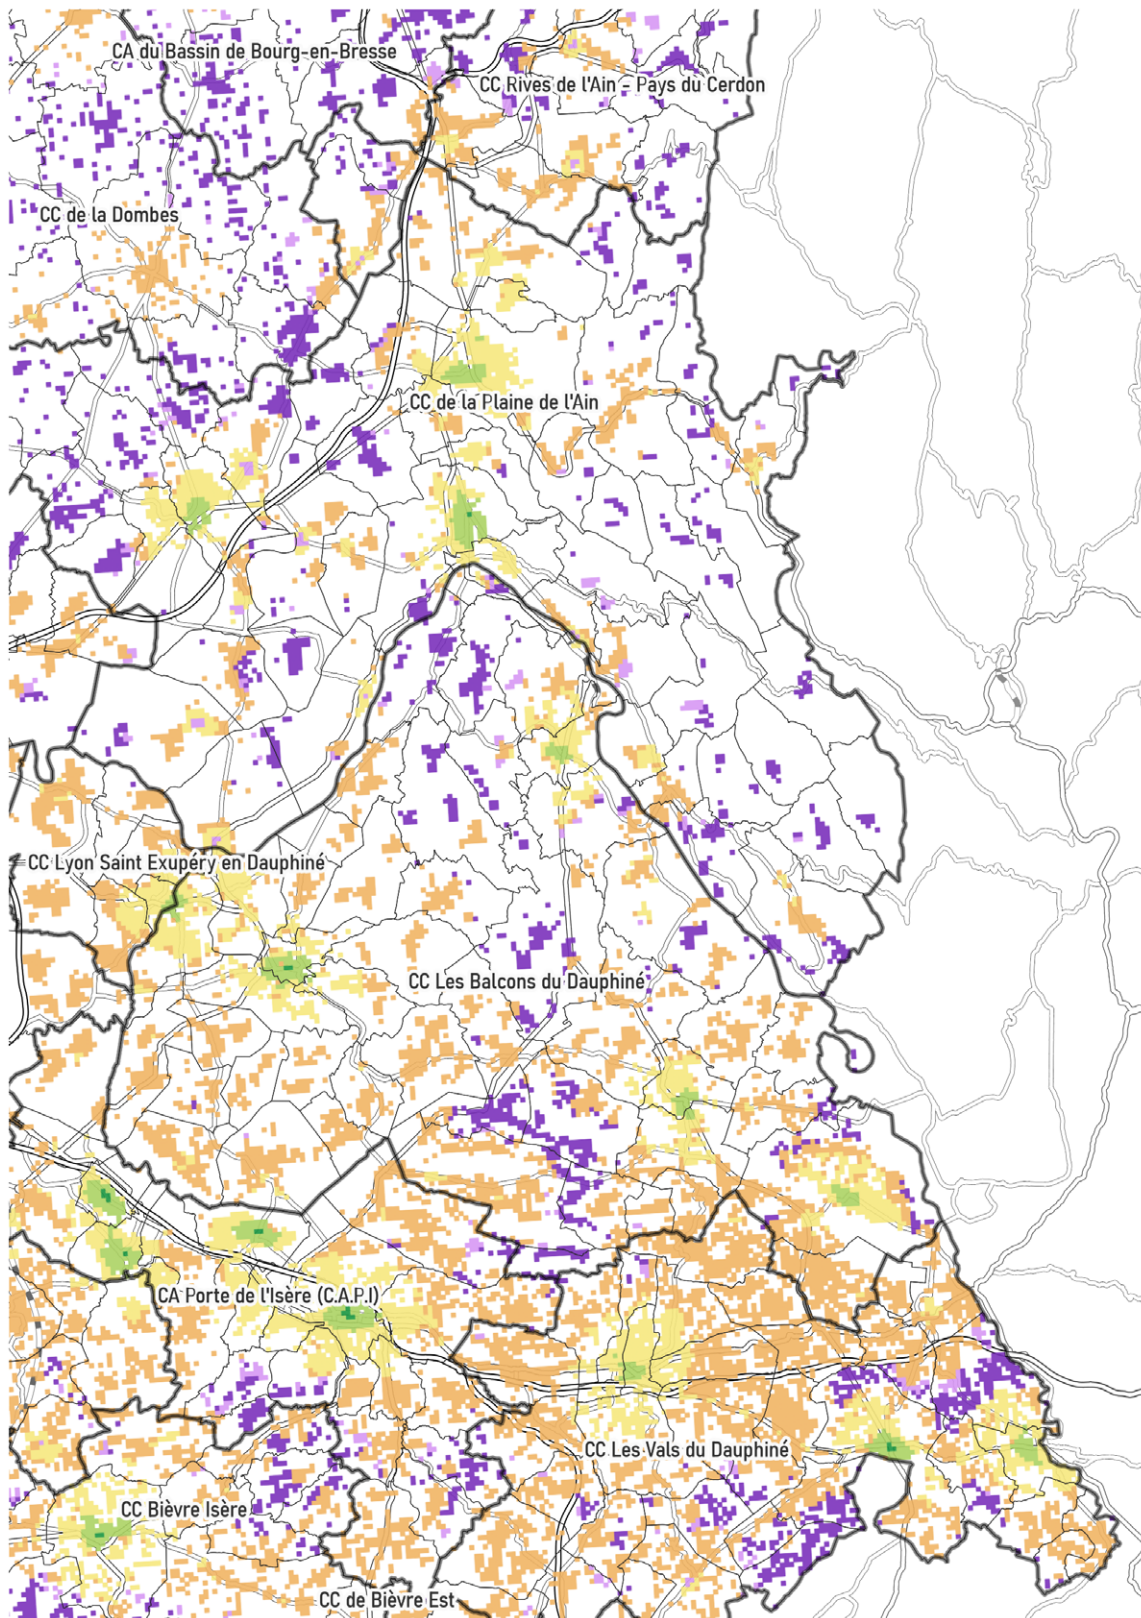 CA du Bassin de Bourg-en-Bresse
CC Rives de l'Ain - Pays du Cerdon
CC de la Dombes
CC de la Plaine de l'Ain
CC Lyon Saint Exupéry en Dauphiné
CC Les Balcons du Dauphiné
CA Porte de l'Isère (C.A.P.I)
CC Les Vals du Dauphiné
CC Bièvre Isère
CC de Bièvre Est